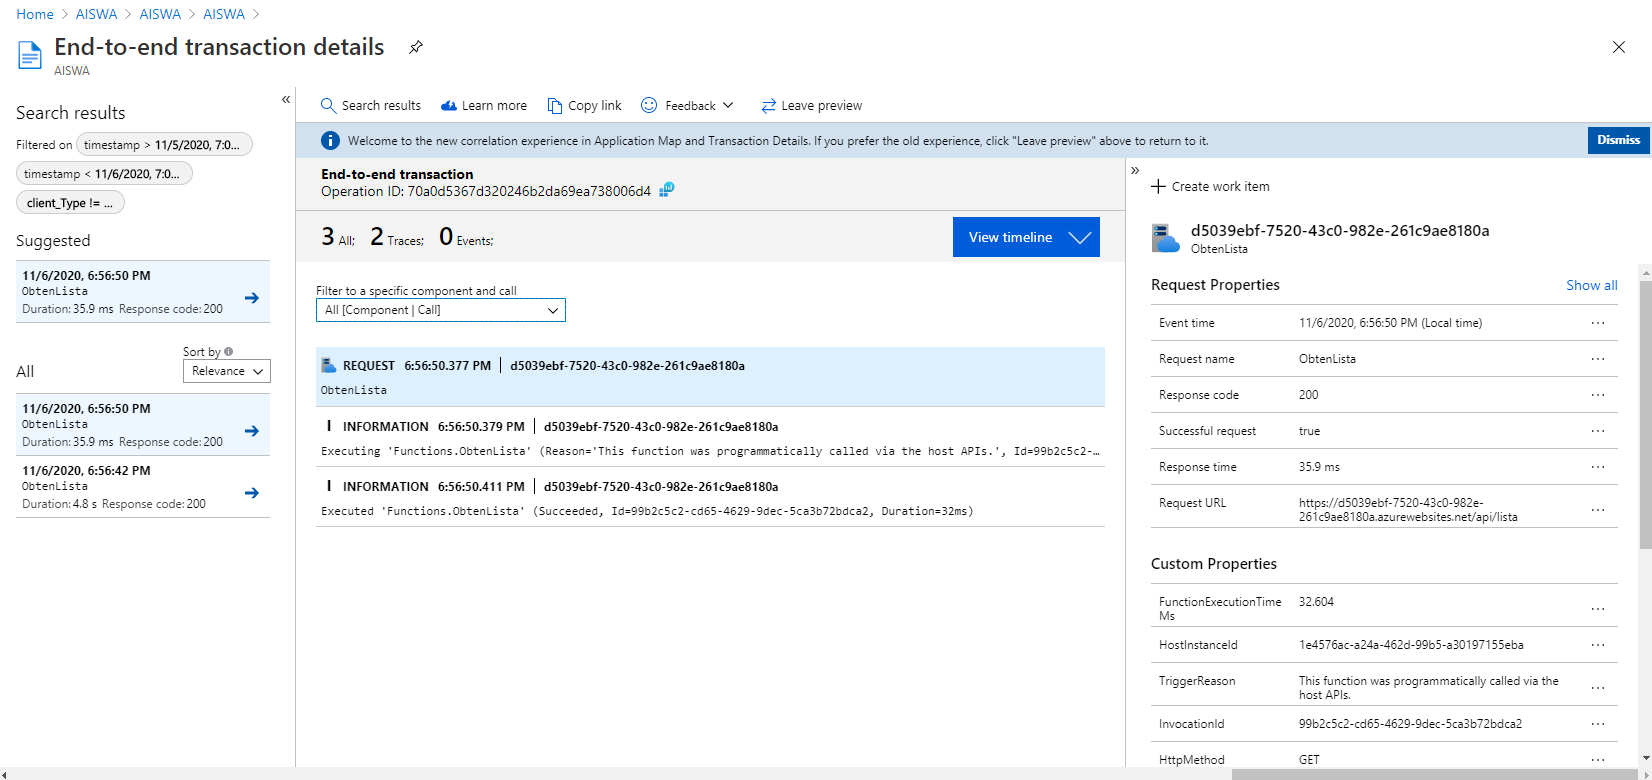 Home > AISWA > AISWA > AISWA >
End-to-end transaction details
AISWA
«
Search results
Filtered on timestamp > 11/5/2020, 7:0...
timestamp < 11/6/2020, 7:0...
client_Type != ...
Suggested
11/6/2020, 6:56:50 PM
ObtenLista
Duration: 35.9 ms Response code: 200
Sort by
All
Relevance
11/6/2020, 6:56:50 PM
ObtenLista
Duration: 35.9 ms Response code: 200
11/6/2020, 6:56:42 PM
ObtenLista
Duration: 4.8 s Response code: 200
Search results Learn more Copy link Feedback Leave preview
Welcome to the new correlation experience in Application Map and Transaction Details. If you prefer the old experience, click "Leave preview" above to return to it.
Dismiss
End-to-end transaction
Operation ID: 70a0d5367d320246b2da69ea738006d4
3 All; 2 Traces; 0 Events;
View timeline
Filter to a specific component and call
All [Component | Call]
REQUEST 6:56:50.377 PM | d5039ebf-7520-43c0-982e-261c9ae8180a
ObtenLista
I INFORMATION 6:56:50.379 PM | d5039ebf-7520-43c0-982e-261c9ae8180a
Executing 'Functions.ObtenLista' (Reason='This function was programmatically called via the host APIs.', Id=99b2c5c2-…
I INFORMATION 6:56:50.411 PM | d5039ebf-7520-43c0-982e-261c9ae8180a
Executed 'Functions.ObtenLista' (Succeeded, Id=99b2c5c2-cd65-4629-9dec-5ca3b72bdca2, Duration=32ms)
»
Create work item
d5039ebf-7520-43c0-982e-261c9ae8180a
ObtenLista
Request Properties Show all
Event time 11/6/2020, 6:56:50 PM (Local time) ...
Request name ObtenLista ...
Response code 200 ...
Successful request true ...
Response time 35.9 ms ...
Request URL https://d5039ebf-7520-43c0-982e-
261c9ae8180a.azurewebsites.net/api/lista ...
Custom Properties
FunctionExecutionTime 32.604
Ms ...
HostInstanceId 1e4576ac-a24a-462d-99b5-a30197155eba ...
TriggerReason This function was programmatically called via the
host APIs. ...
InvocationId 99b2c5c2-cd65-4629-9dec-5ca3b72bdca2 ...
HttpMethod GET ...